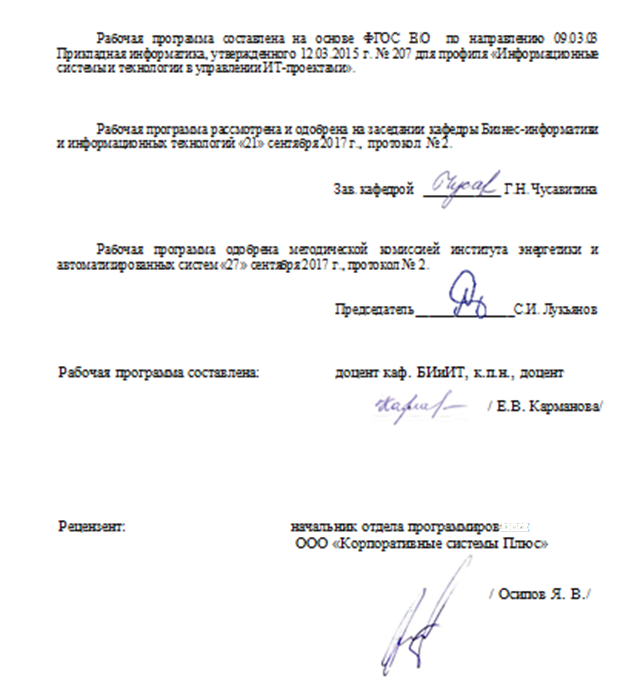 Рабочая программа составлена на основе ФГОС ВО по направлению 09.03.03
Прикладная информатика, утвержденного 12.03.2015 г. № 207 для профиля «Информационные
системы и технологии в управлении ИТ-проектами».
Рабочая программа рассмотрена и одобрена на заседании кафедры Бизнес-информатики
и информационных технологий «21» сентября 2017 г., протокол № 2.
Зав. кафедрой ____________ Г.Н. Чусавитина
Рабочая программа одобрена методической комиссией института энергетики и
автоматизированных систем «27» сентября 2017 г., протокол № 2.
Председатель _______________ С.И. Лукьянов
Рабочая программа составлена: доцент каф. БИиИТ, к.п.н., доцент
/ Е.В. Карманова/
Рецензент: начальник отдела программиров
ООО «Корпоративные системы Плюс»
/ Осипов Я. В./